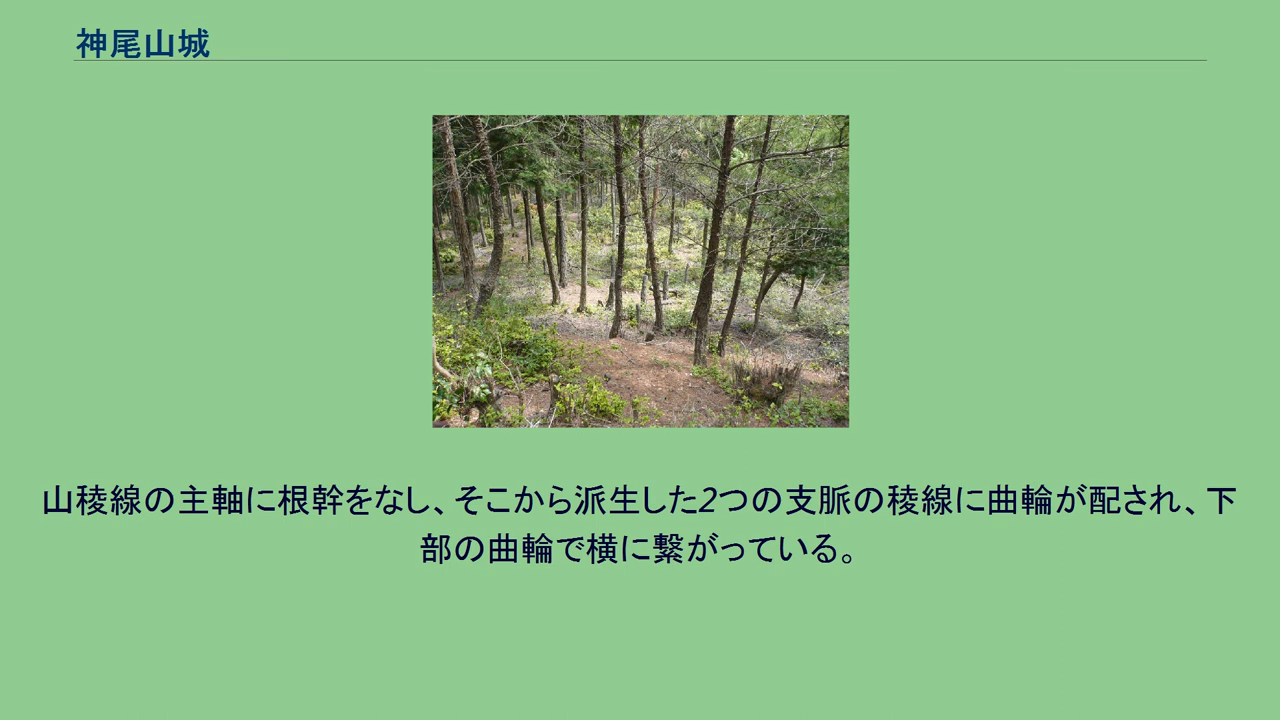 神尾山城
山稜線の主軸に根幹をなし、そこから派生した2つの支脈の稜線に曲輪が配され、下
部の曲輪で横に繋がっている。